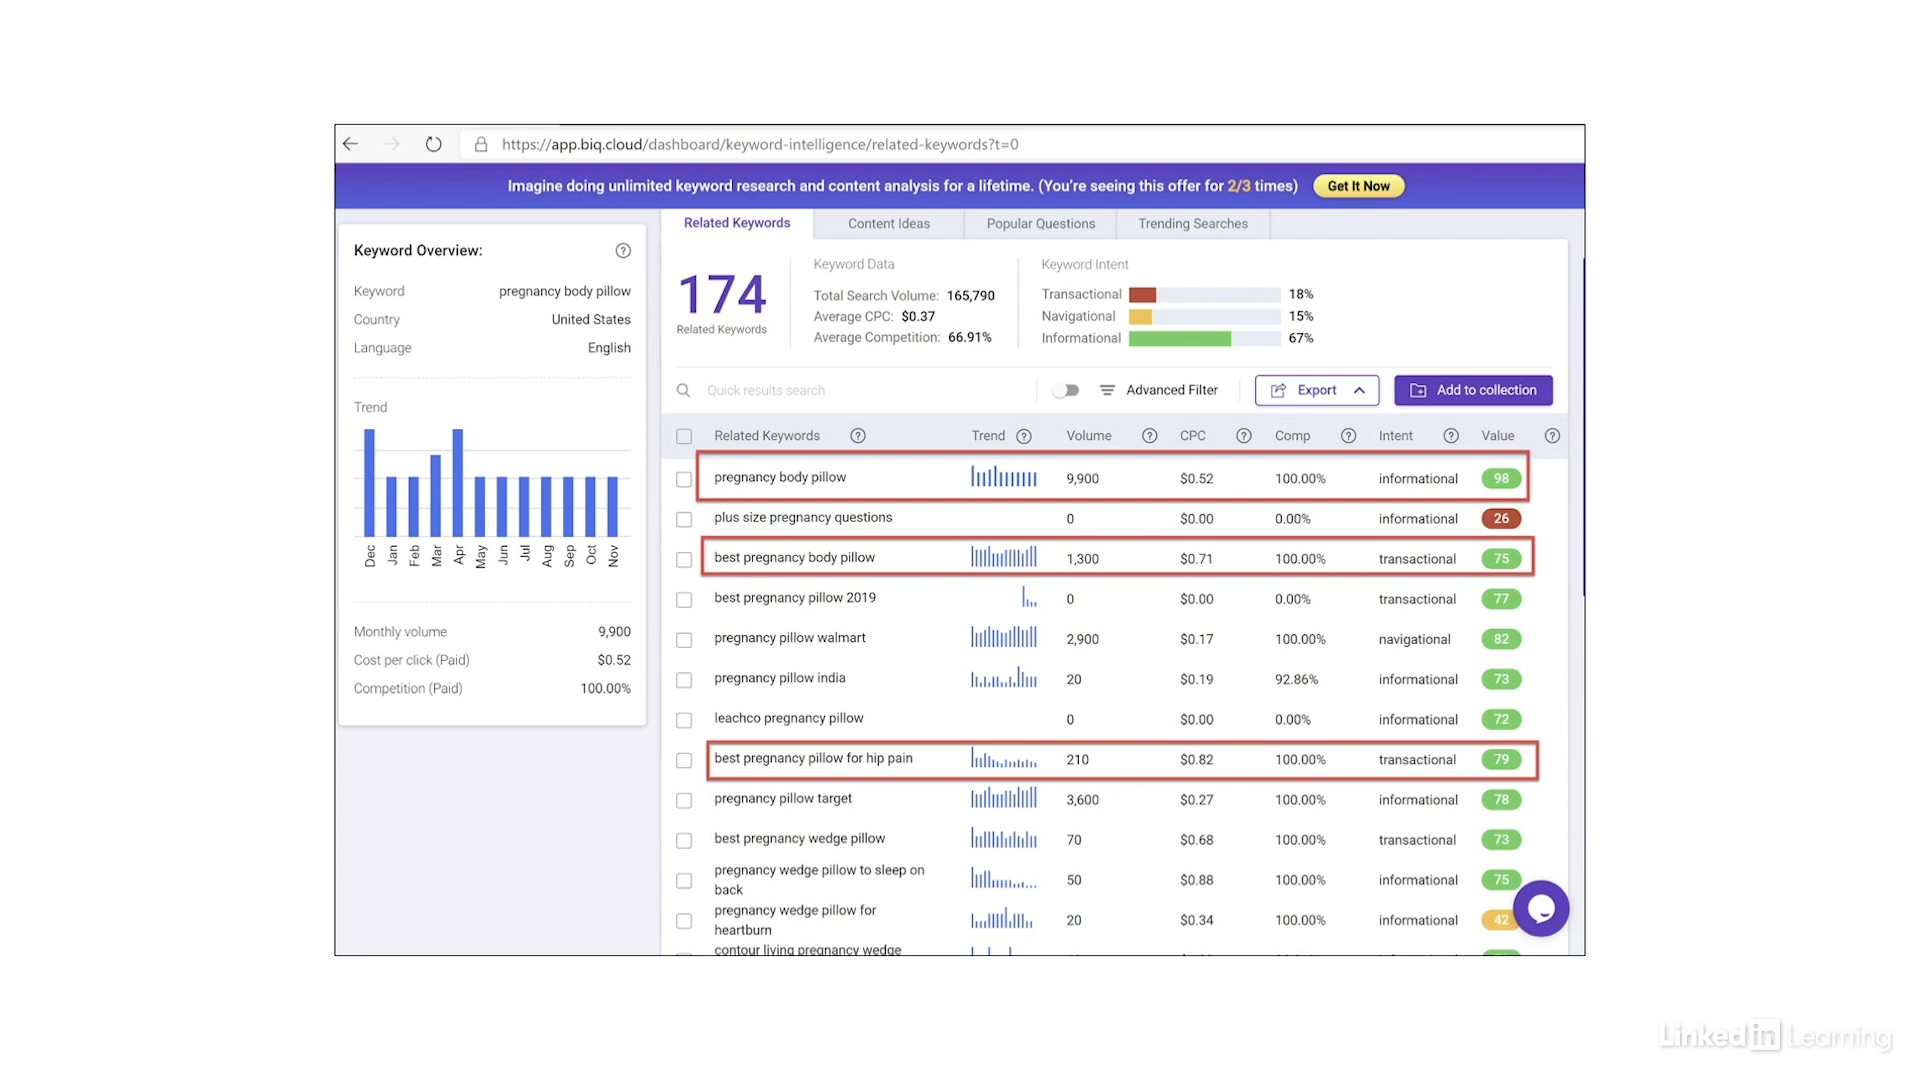 https://app.biq.cloud/dashboard/keyword-intelligence/related-keywords?t=0
Imagine doing unlimited keyword research and content analysis for a lifetime. (You're seeing this offer for 2/3 times) Get It Now
Keyword Overview:
Keyword pregnancy body pillow
Country United States
Language English
Trend
Dec Jan Feb Mar Apr May Jun Jul Aug Sep Oct Nov
Monthly volume 9,900
Cost per click (Paid) $0.52
Competition (Paid) 100.00%
Related Keywords Content Ideas Popular Questions Trending Searches
174
Related Keywords
Keyword Data
Total Search Volume: 165,790
Average CPC: $0.37
Average Competition: 66.91%
Keyword Intent
Transactional 18%
Navigational 15%
Informational 67%
Quick results search Advanced Filter Export Add to collection
Related Keywords Trend Volume CPC Comp Intent Value
pregnancy body pillow 9,900 $0.52 100.00% informational 98
plus size pregnancy questions 0 $0.00 0.00% informational 26
best pregnancy body pillow 1,300 $0.71 100.00% transactional 75
best pregnancy pillow 2019 0 $0.00 0.00% transactional 77
pregnancy pillow walmart 2,900 $0.17 100.00% navigational 82
pregnancy pillow india 20 $0.19 92.86% informational 73
leachco pregnancy pillow 0 $0.00 0.00% informational 72
best pregnancy pillow for hip pain 210 $0.82 100.00% transactional 79
pregnancy pillow target 3,600 $0.27 100.00% informational 78
best pregnancy wedge pillow 70 $0.68 100.00% transactional 73
pregnancy wedge pillow to sleep on
back 50 $0.88 100.00% informational 75
pregnancy wedge pillow for
heartburn 20 $0.34 100.00% informational 42
contour living pregnancy wedge
LinkedIn Learning